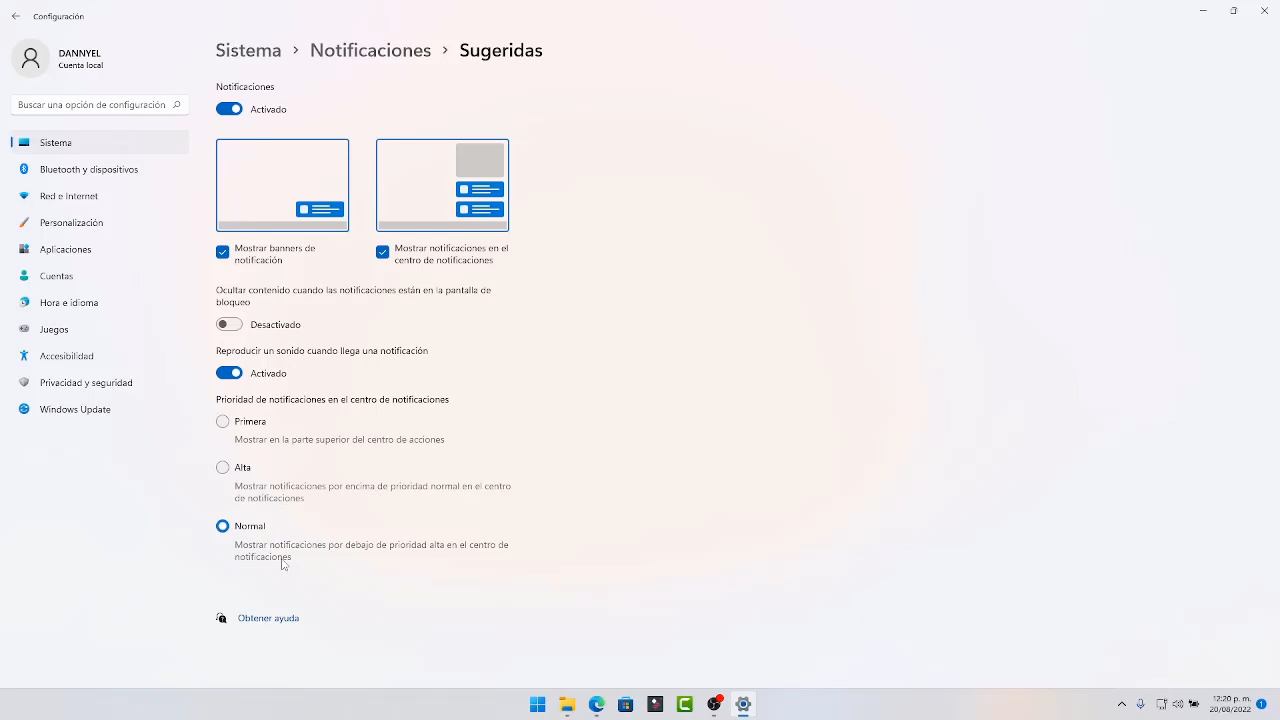 Configuración
DANNYEL
Cuenta local
Buscar una opción de configuración
Sistema
Bluetooth y dispositivos
Red e Internet
Personalización
Aplicaciones
Cuentas
Hora e idioma
Juegos
Accesibilidad
Privacidad y seguridad
Windows Update
Sistema > Notificaciones > Sugeridas
Notificaciones
Activado
Mostrar banners de
notificación
Mostrar notificaciones en el
centro de notificaciones
Ocultar contenido cuando las notificaciones están en la pantalla de
bloqueo
Desactivado
Reproducir un sonido cuando llega una notificación
Activado
Prioridad de notificaciones en el centro de notificaciones
Primera
Mostrar en la parte superior del centro de acciones
Alta
Mostrar notificaciones por encima de prioridad normal en el centro
de notificaciones
Normal
Mostrar notificaciones por debajo de prioridad alta en el centro de
notificaciones
Obtener ayuda
12:20 p.m.
20/08/2022
1